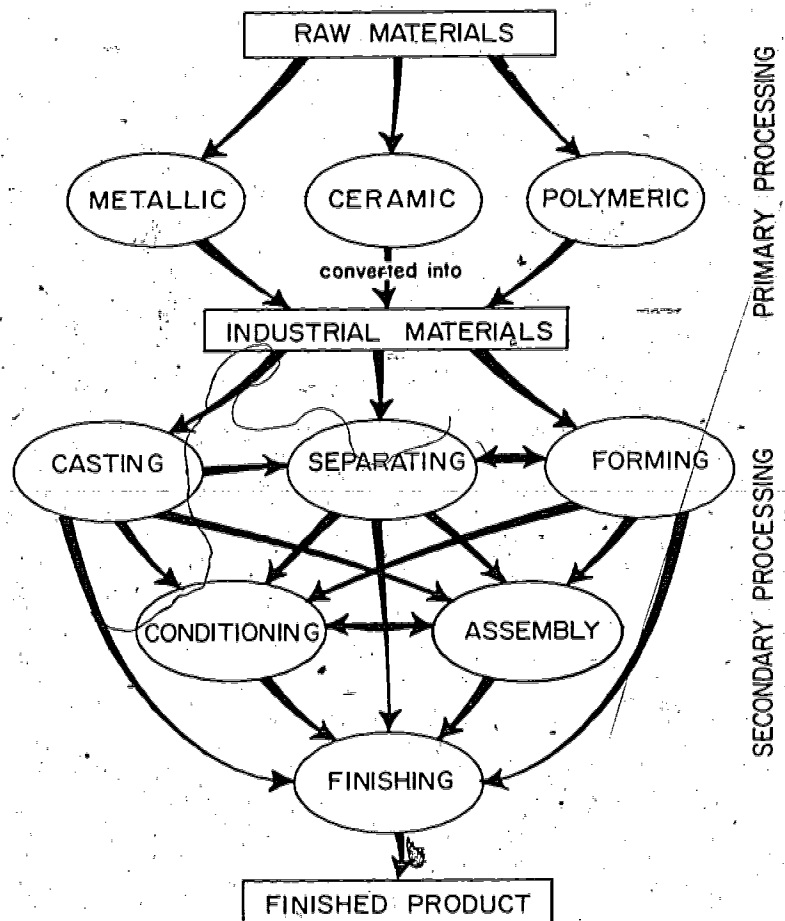 RAW MATERIALS
METALLIC
CERAMIC
POLYMERIC
converted into
INDUSTRIAL MATERIALS
PRIMARY PROCESSING
CASTING
SEPARATING
FORMING
CONDITIONING
ASSEMBLY
FINISHING
FINISHED PRODUCT
SECONDARY PROCESSING